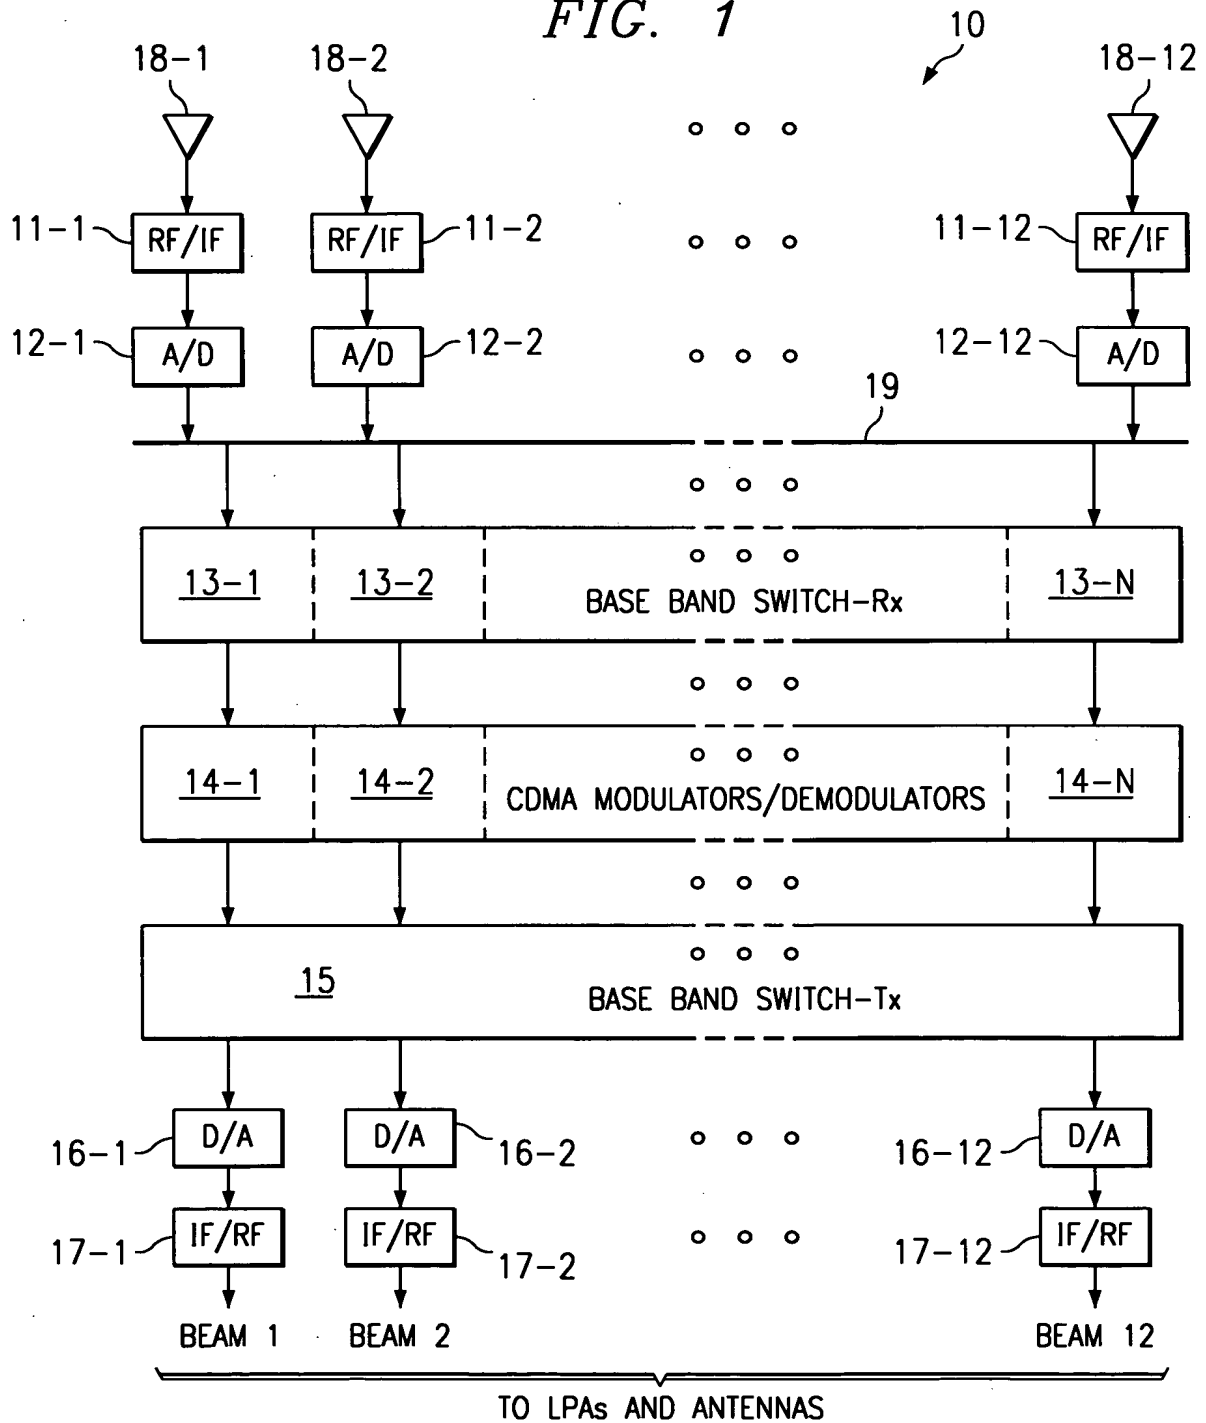 FIG. 1
10
18-1 18-2 18-12
11-1 RF/IF RF/IF 11-2 11-12 RF/IF
12-1 A/D A/D 12-2 12-12 A/D
19
13-1 13-2 BASE BAND SWITCH-Rx 13-N
14-1 14-2 CDMA MODULATORS/DEMODULATORS 14-N
15 BASE BAND SWITCH-Tx
16-1 D/A D/A 16-2 16-12 D/A
17-1 IF/RF IF/RF 17-2 17-12 IF/RF
BEAM 1 BEAM 2 BEAM 12
TO LPAs AND ANTENNAS